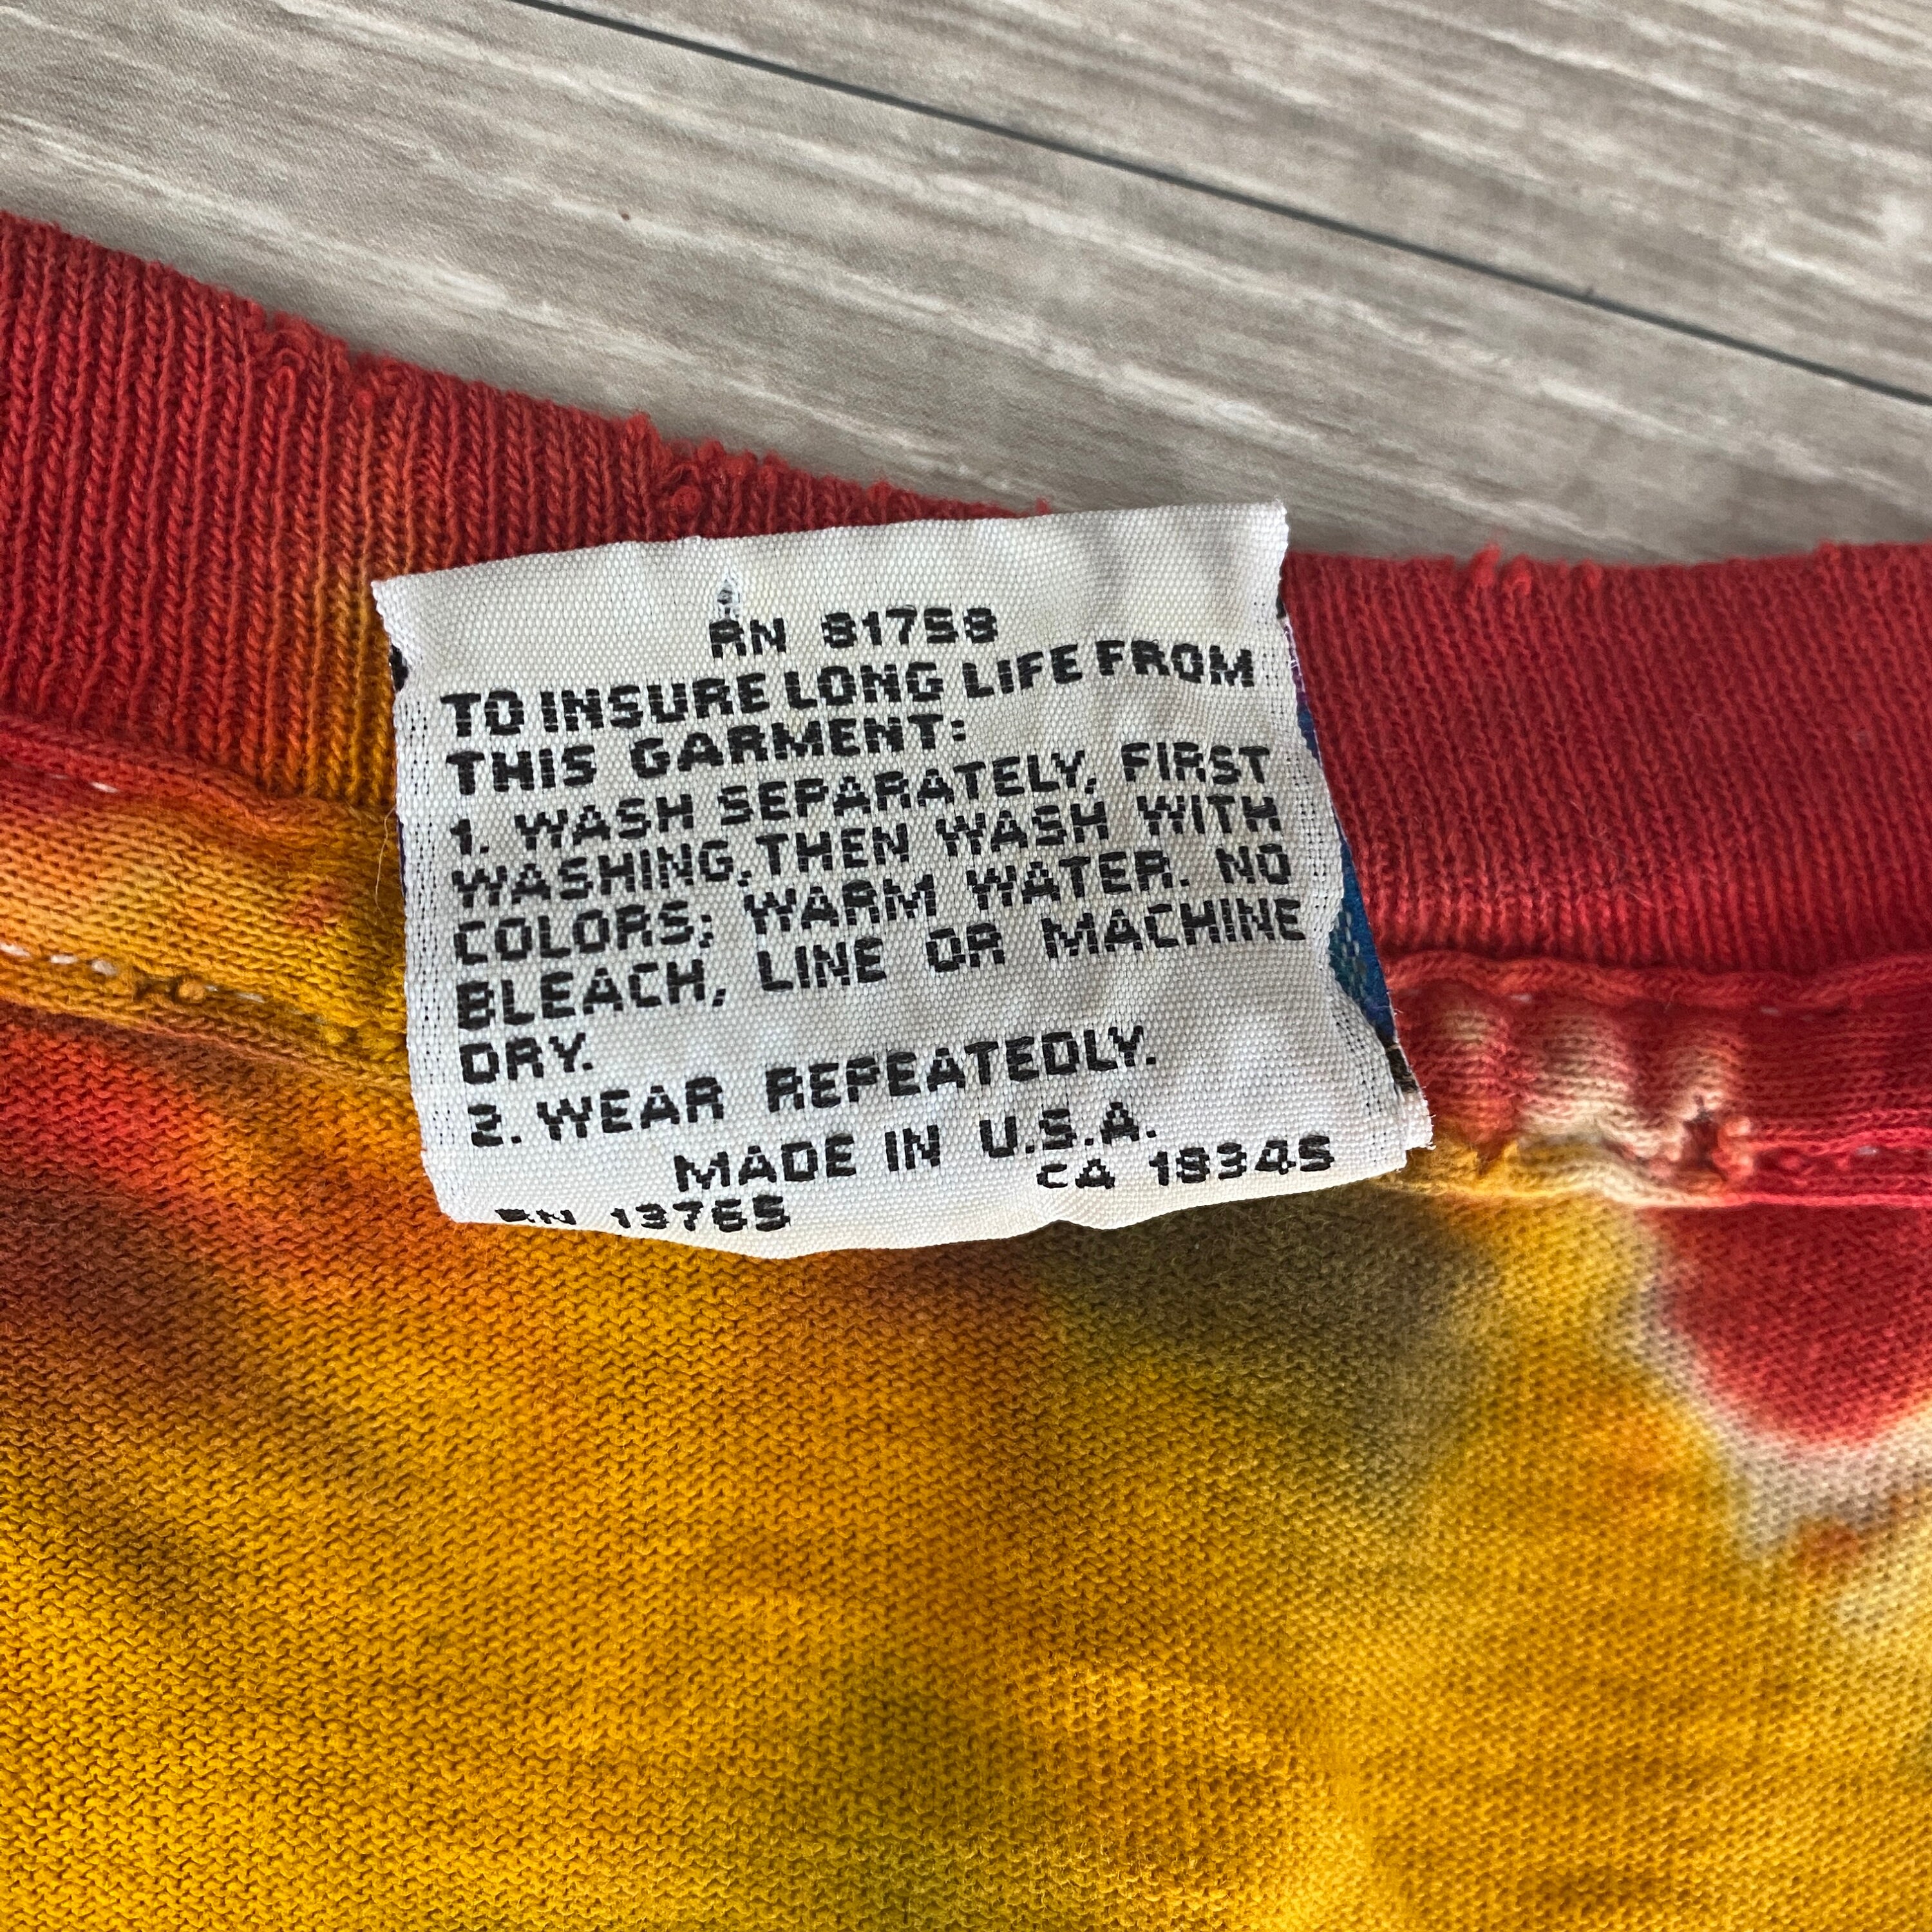 RN 81758
TO INSURE LONG LIFE FROM
THIS GARMENT:
1. WASH SEPARATELY, FIRST
WASHING, THEN WASH WITH
COLORS; WARM WATER. NO
BLEACH, LINE OR MACHINE
DRY.
2. WEAR REPEATEDLY.
MADE IN U.S.A.
RN 13765 CA 19345